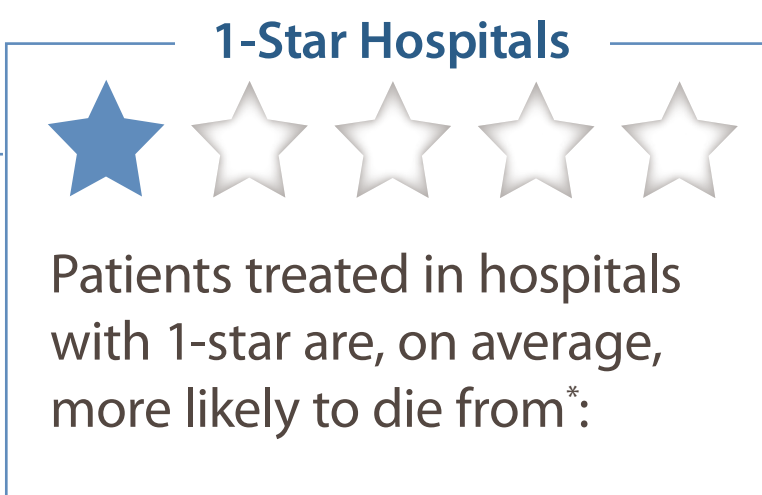 1-Star Hospitals
Patients treated in hospitals
with 1-star are, on average,
more likely to die from*: